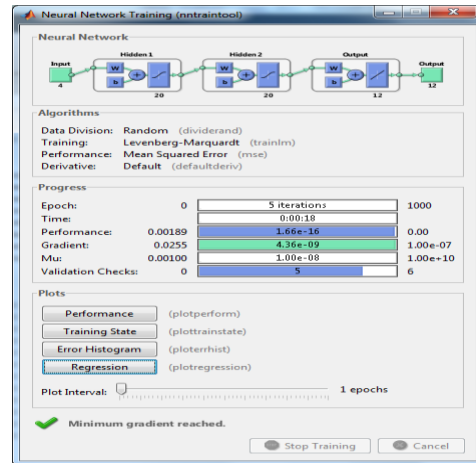 Neural Network Training (nntraintool)
Neural Network
Hidden 1 Hidden 2 Output
Input Output
W W W
b b b
4 20 20 12 12
Algorithms
Data Division: Random (dividerand)
Training: Levenberg-Marquardt (trainlm)
Performance: Mean Squared Error (mse)
Derivative: Default (defaultderiv)
Progress
Epoch: 0 5 iterations 1000
Time: 0:00:18
Performance: 0.00189 1.66e-16 0.00
Gradient: 0.0255 4.36e-09 1.00e-07
Mu: 0.00100 1.00e-08 1.00e+10
Validation Checks: 0 5 6
Plots
Performance (plotperform)
Training State (plottrainstate)
Error Histogram (ploterrhist)
Regression (plotregression)
Plot Interval: 1 epochs
Minimum gradient reached.
Stop Training Cancel